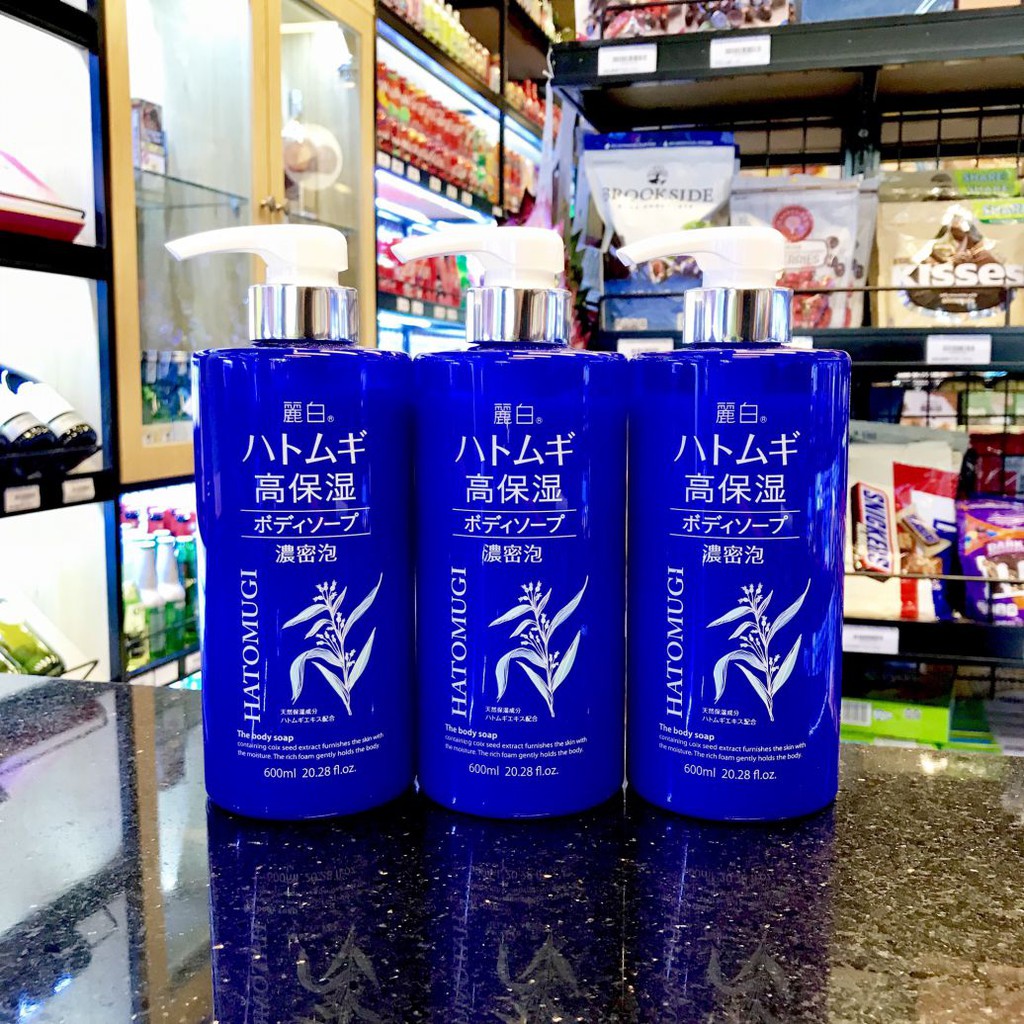 麗白®
ハトムギ
高保湿
ボディソープ
濃密泡
HATOMUGI
天然保湿成分
ハトムギエキス配合
The body soap
containing coix seed extract furnishes the skin with
the moisture. The rich foam gently holds the body.
600ml 20.28 fl.oz.
麗白®
ハトムギ
高保湿
ボディソープ
濃密泡
HATOMUGI
天然保湿成分
ハトムギエキス配合
The body soap
containing coix seed extract furnishes the skin with
the moisture. The rich foam gently holds the body.
600ml 20.28 fl.oz.
麗白®
ハトムギ
高保湿
ボディソープ
濃密泡
HATOMUGI
天然保湿成分
ハトムギエキス配合
The body soap
containing coix seed extract furnishes the skin with
the moisture. The rich foam gently holds the body.
600ml 20.28 fl.oz.
BROOKSIDE
KISSES
SNICKERS
DARK